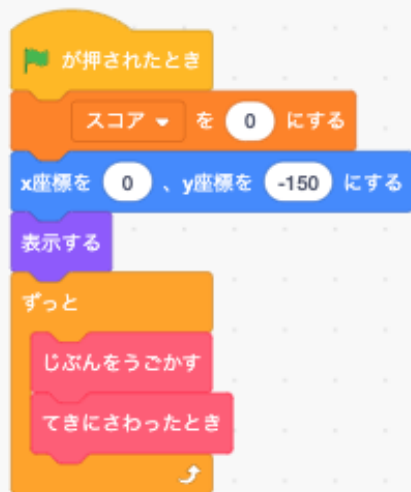 が押されたとき
スコア を 0 にする
x座標を 0 、y座標を -150 にする
表示する
ずっと
じぶんをうごかす
てきにさわったとき